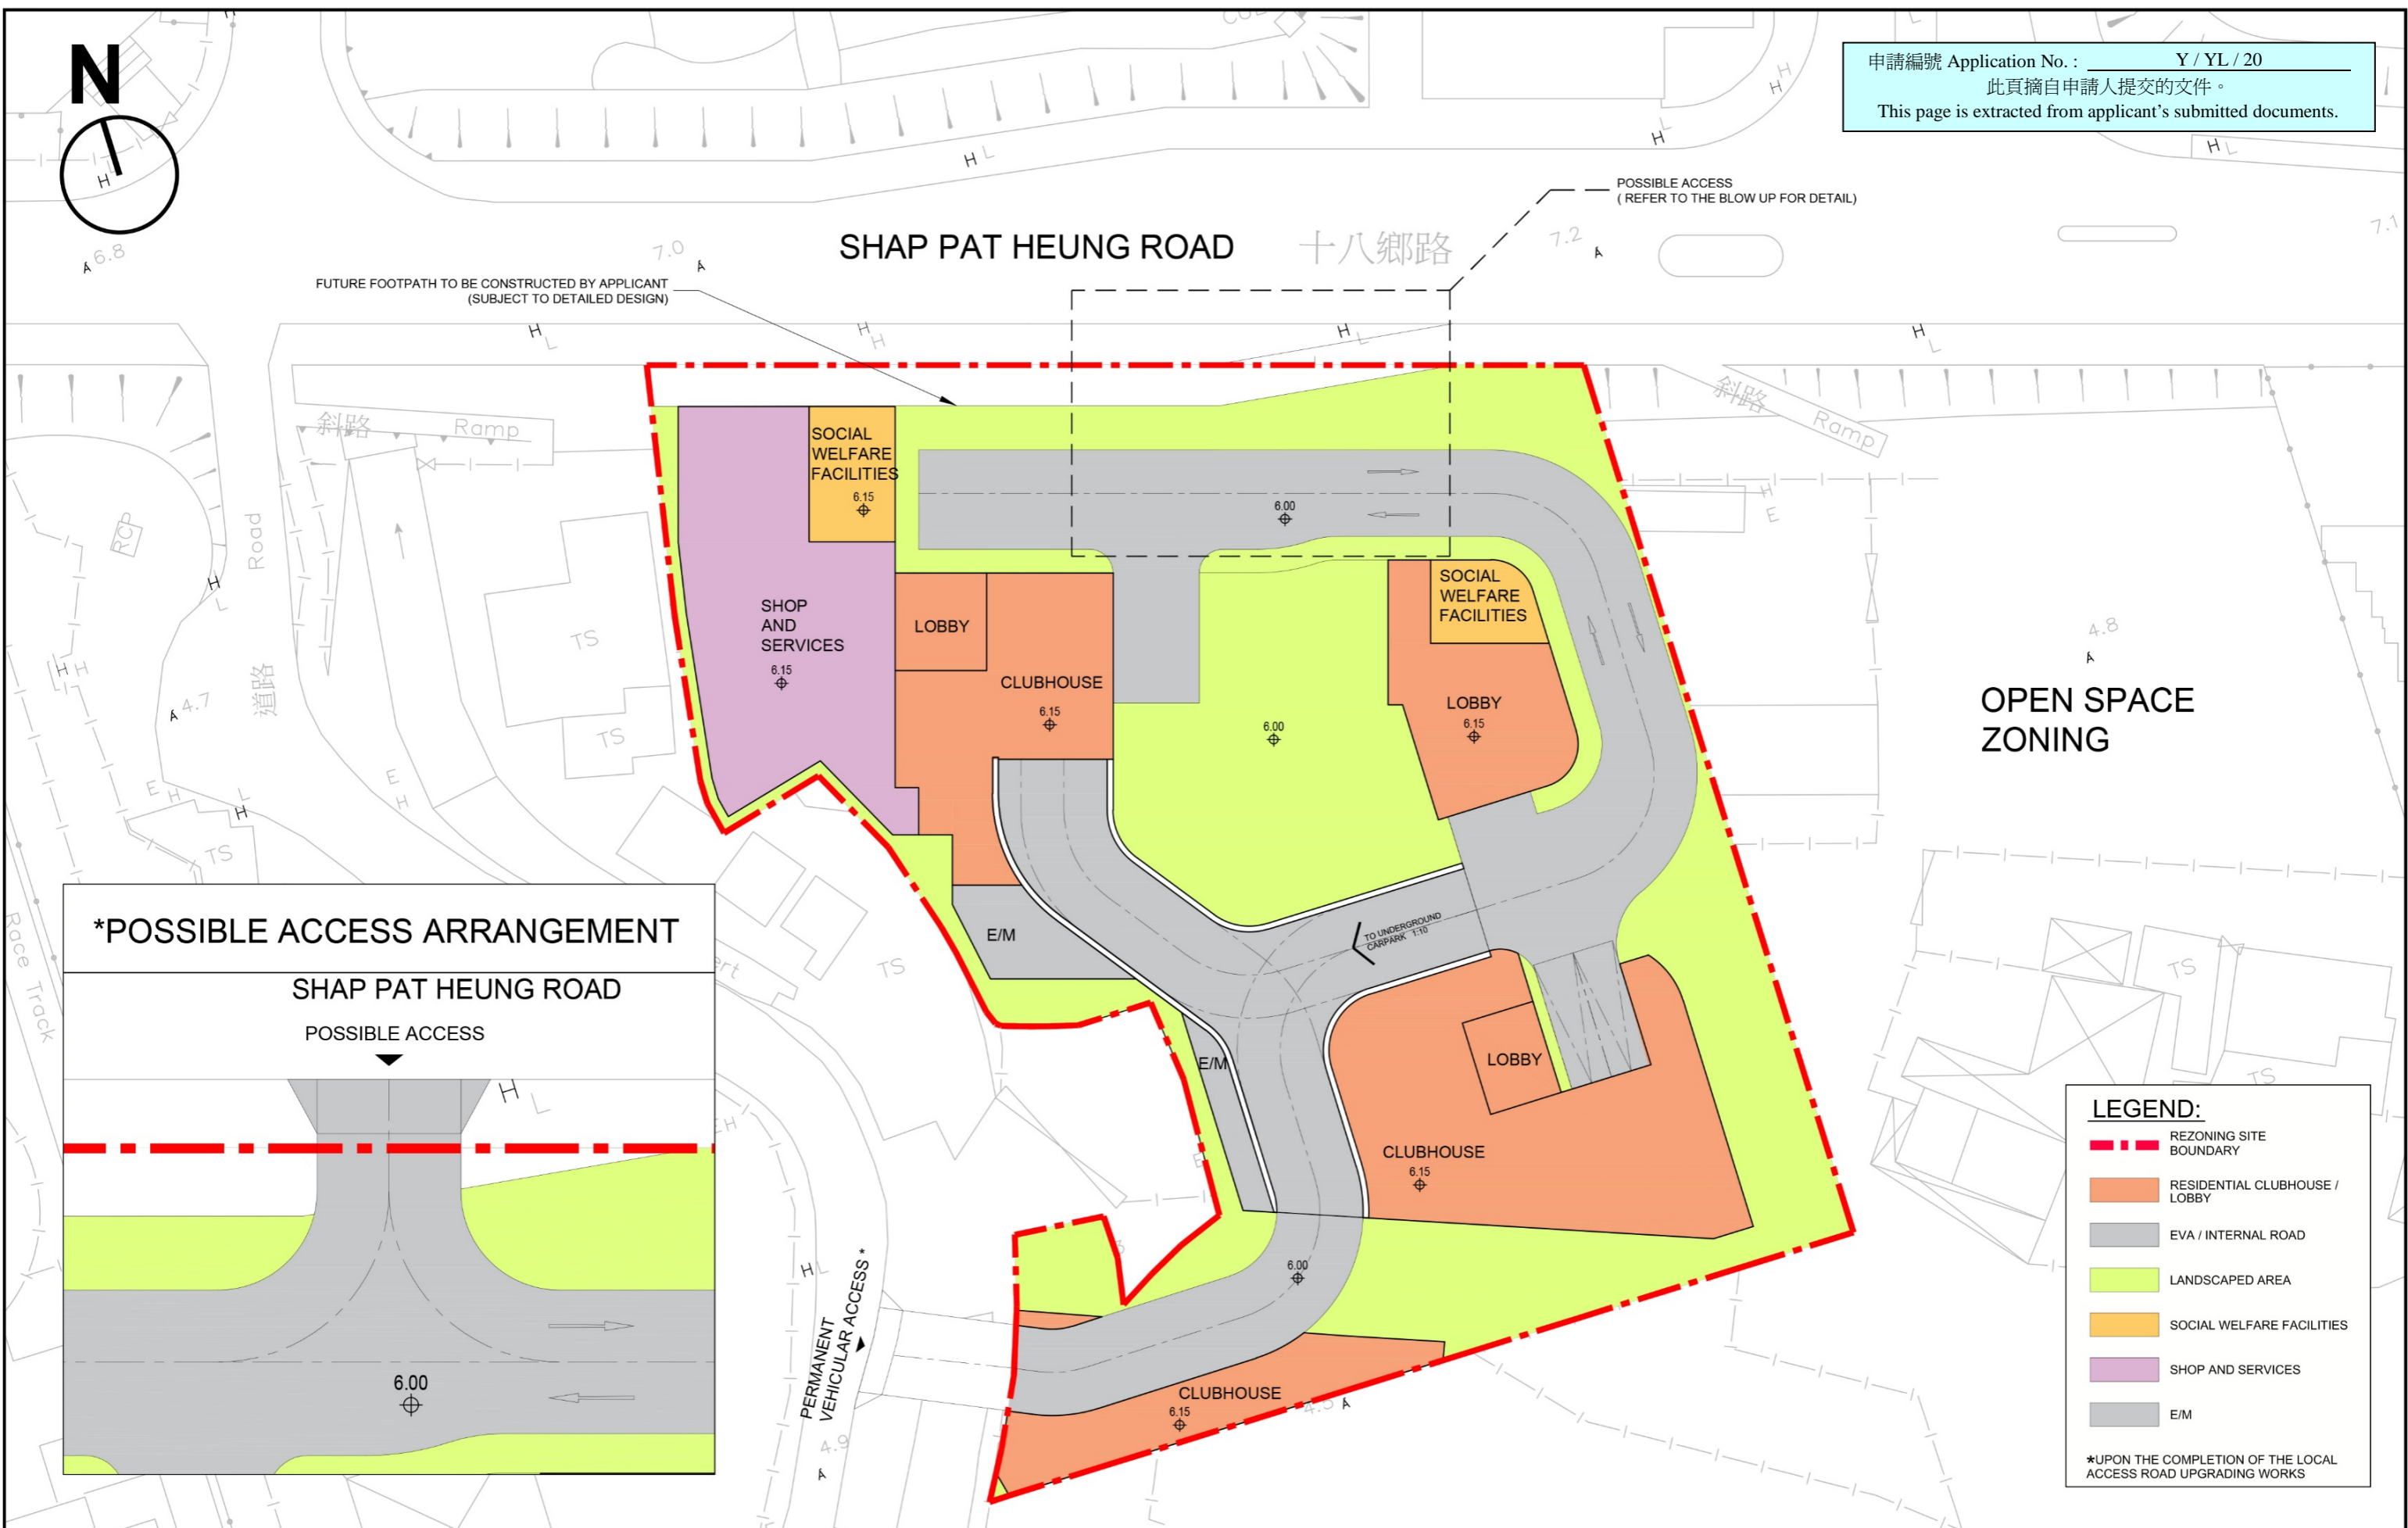 N
申請編號 Application No. : Y / YL / 20
此頁摘自申請人提交的文件。
This page is extracted from applicant's submitted documents.
POSSIBLE ACCESS
( REFER TO THE BLOW UP FOR DETAIL)
SHAP PAT HEUNG ROAD 十八鄉路
6.8
7.0
7.2
7.1
FUTURE FOOTPATH TO BE CONSTRUCTED BY APPLICANT
(SUBJECT TO DETAILED DESIGN)
斜路 Ramp
斜路 Ramp
SOCIAL
WELFARE
FACILITIES
6.15
6.00
RCP
Road
道路
TS
TS
4.7
SHOP
AND
SERVICES
6.15
LOBBY
CLUBHOUSE
6.15
6.00
SOCIAL
WELFARE
FACILITIES
LOBBY
6.15
4.8
OPEN SPACE
ZONING
TS
Race Track
E/M
TS
TO UNDERGROUND
CARPARK 1:10
E/M
LOBBY
CLUBHOUSE
6.15
TS
TS
6.00
PERMANENT
VEHICULAR ACCESS *
4.9
CLUBHOUSE
6.15
4.5
*POSSIBLE ACCESS ARRANGEMENT
SHAP PAT HEUNG ROAD
POSSIBLE ACCESS
H L
6.00
LEGEND:
REZONING SITE
BOUNDARY
RESIDENTIAL CLUBHOUSE /
LOBBY
EVA / INTERNAL ROAD
LANDSCAPED AREA
SOCIAL WELFARE FACILITIES
SHOP AND SERVICES
E/M
*UPON THE COMPLETION OF THE LOCAL
ACCESS ROAD UPGRADING WORKS